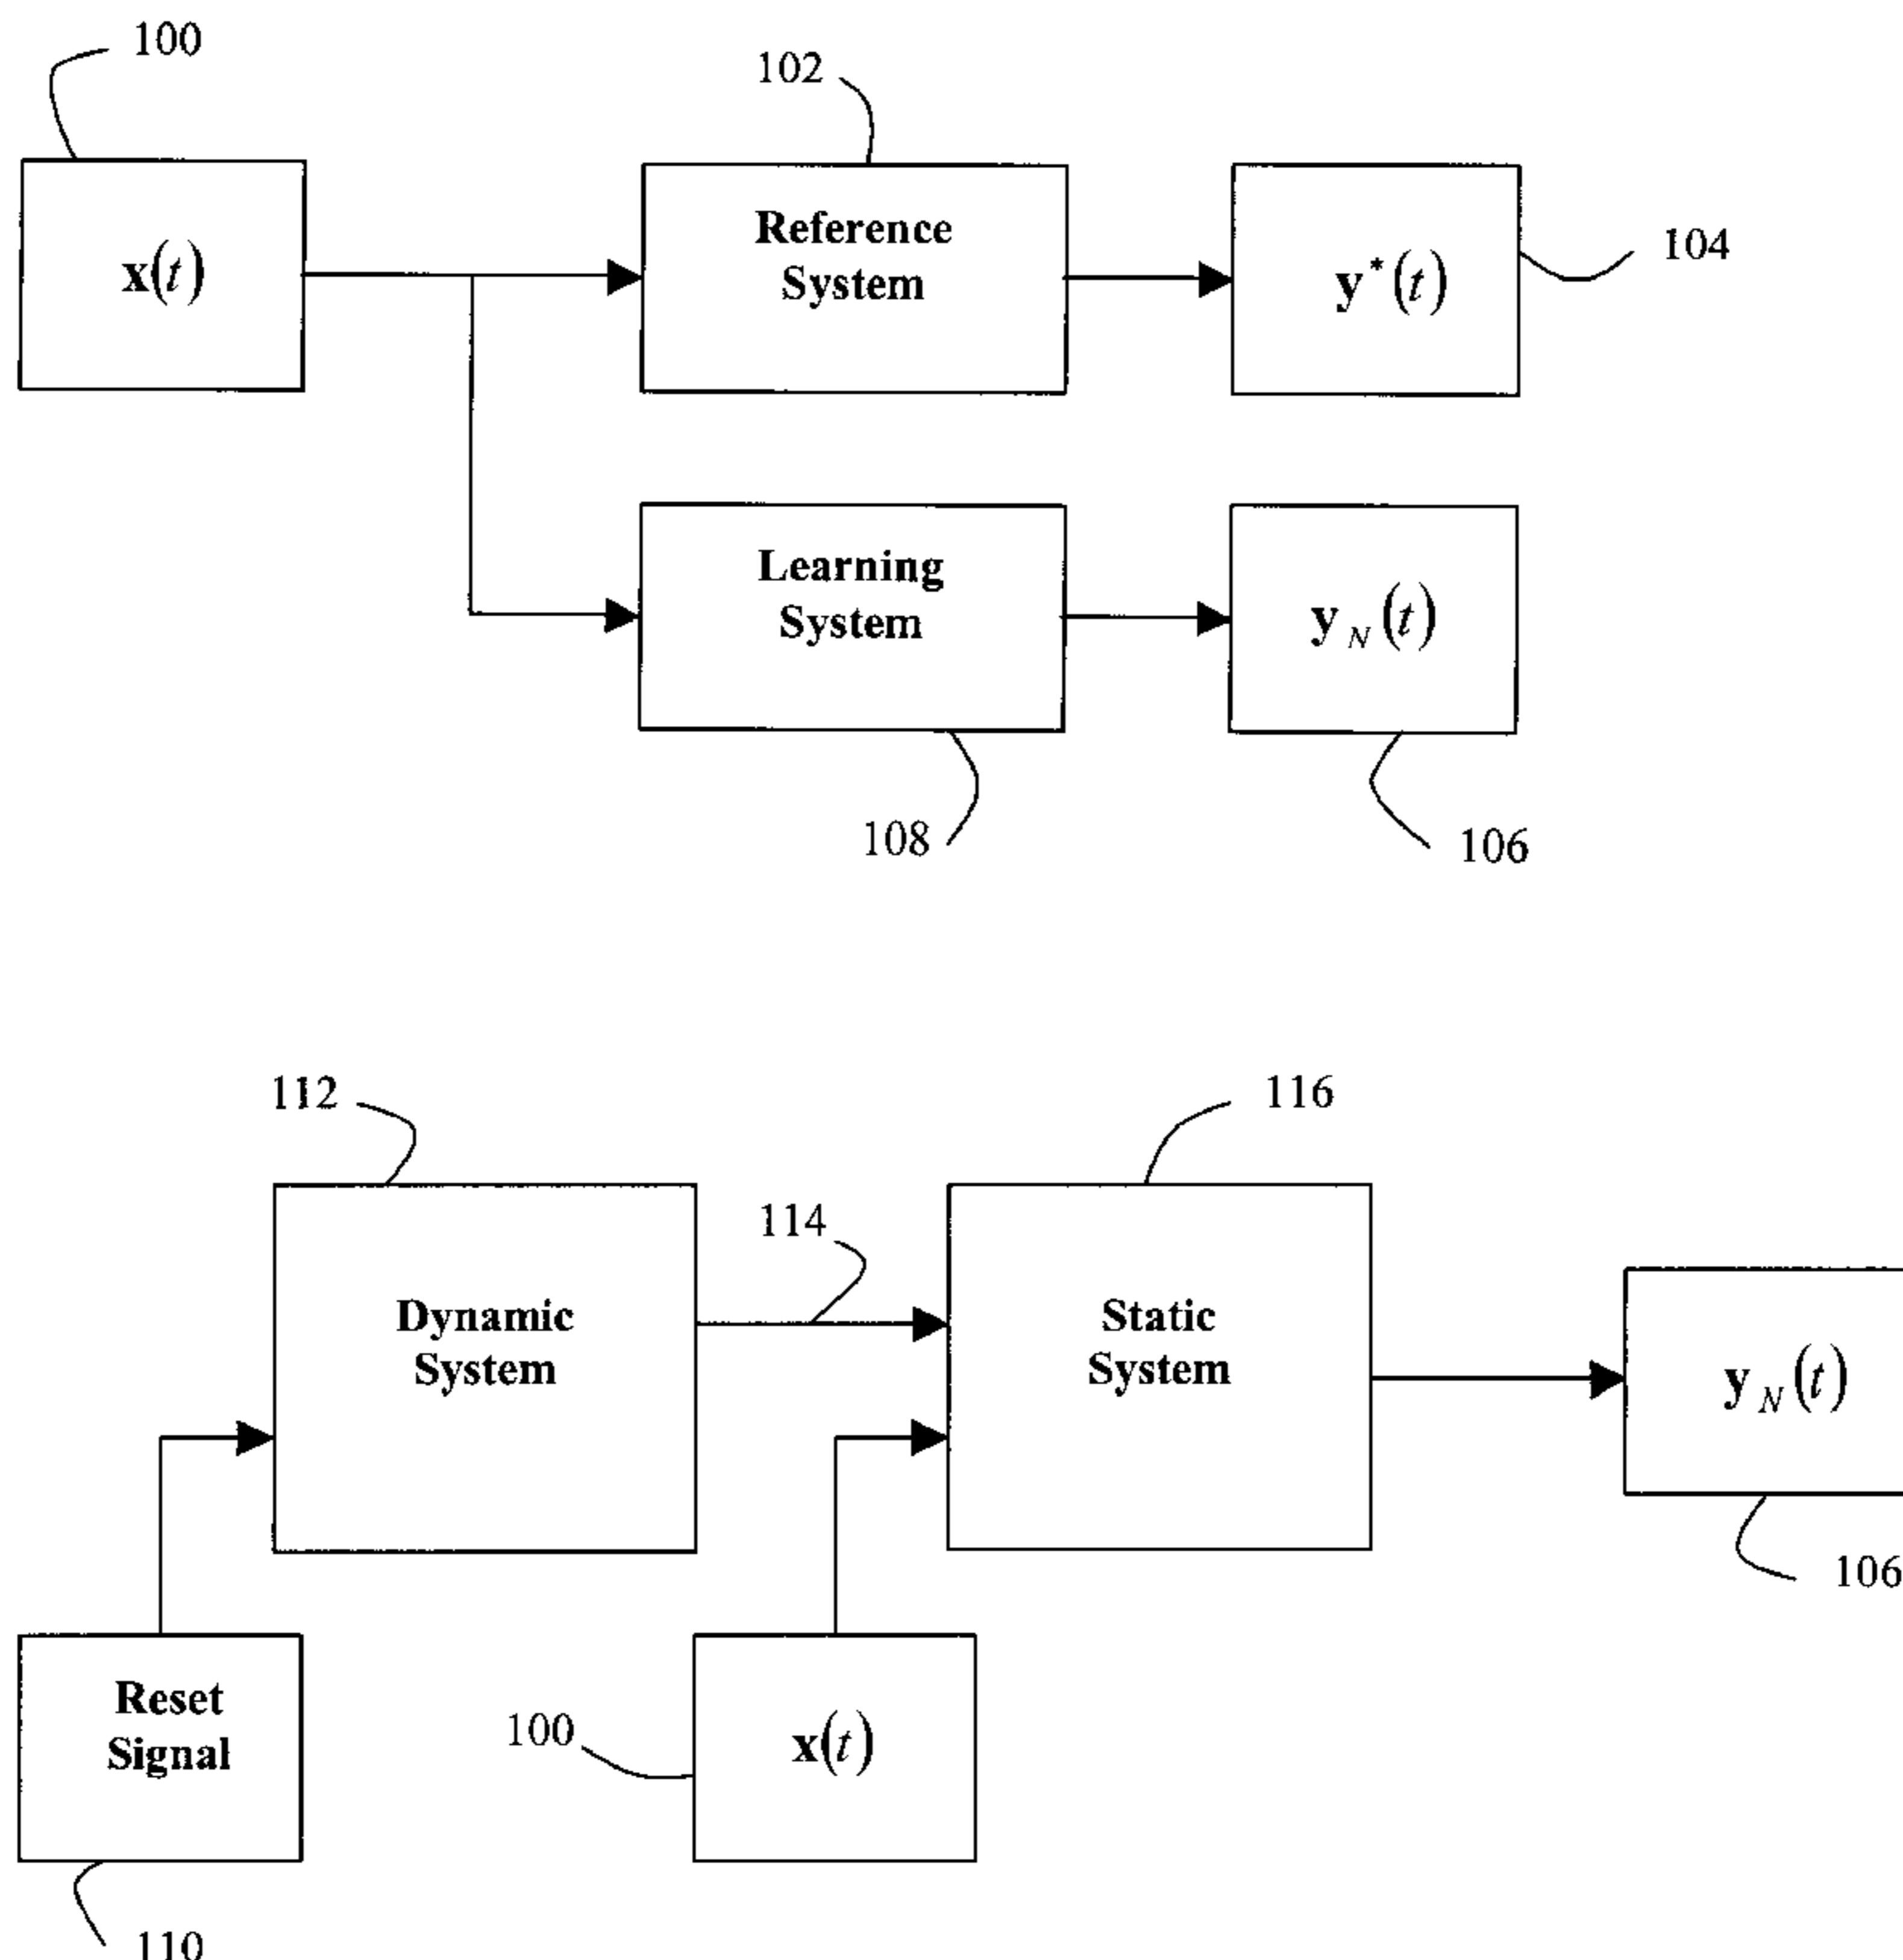 100
102
x(t)
Reference
System
y*(t)
104
Learning
System
y_N(t)
108
106
112
116
114
Dynamic
System
Static
System
y_N(t)
106
Reset
Signal
100
x(t)
110